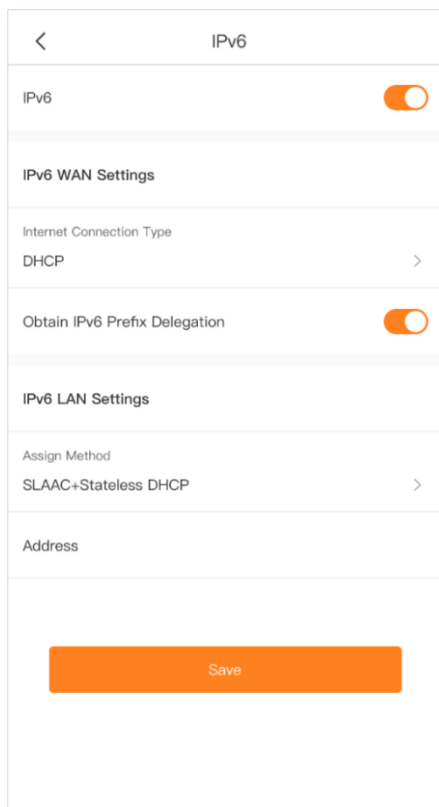 IPv6
IPv6
IPv6 WAN Settings
Internet Connection Type
DHCP
Obtain IPv6 Prefix Delegation
IPv6 LAN Settings
Assign Method
SLAAC+Stateless DHCP
Address
Save